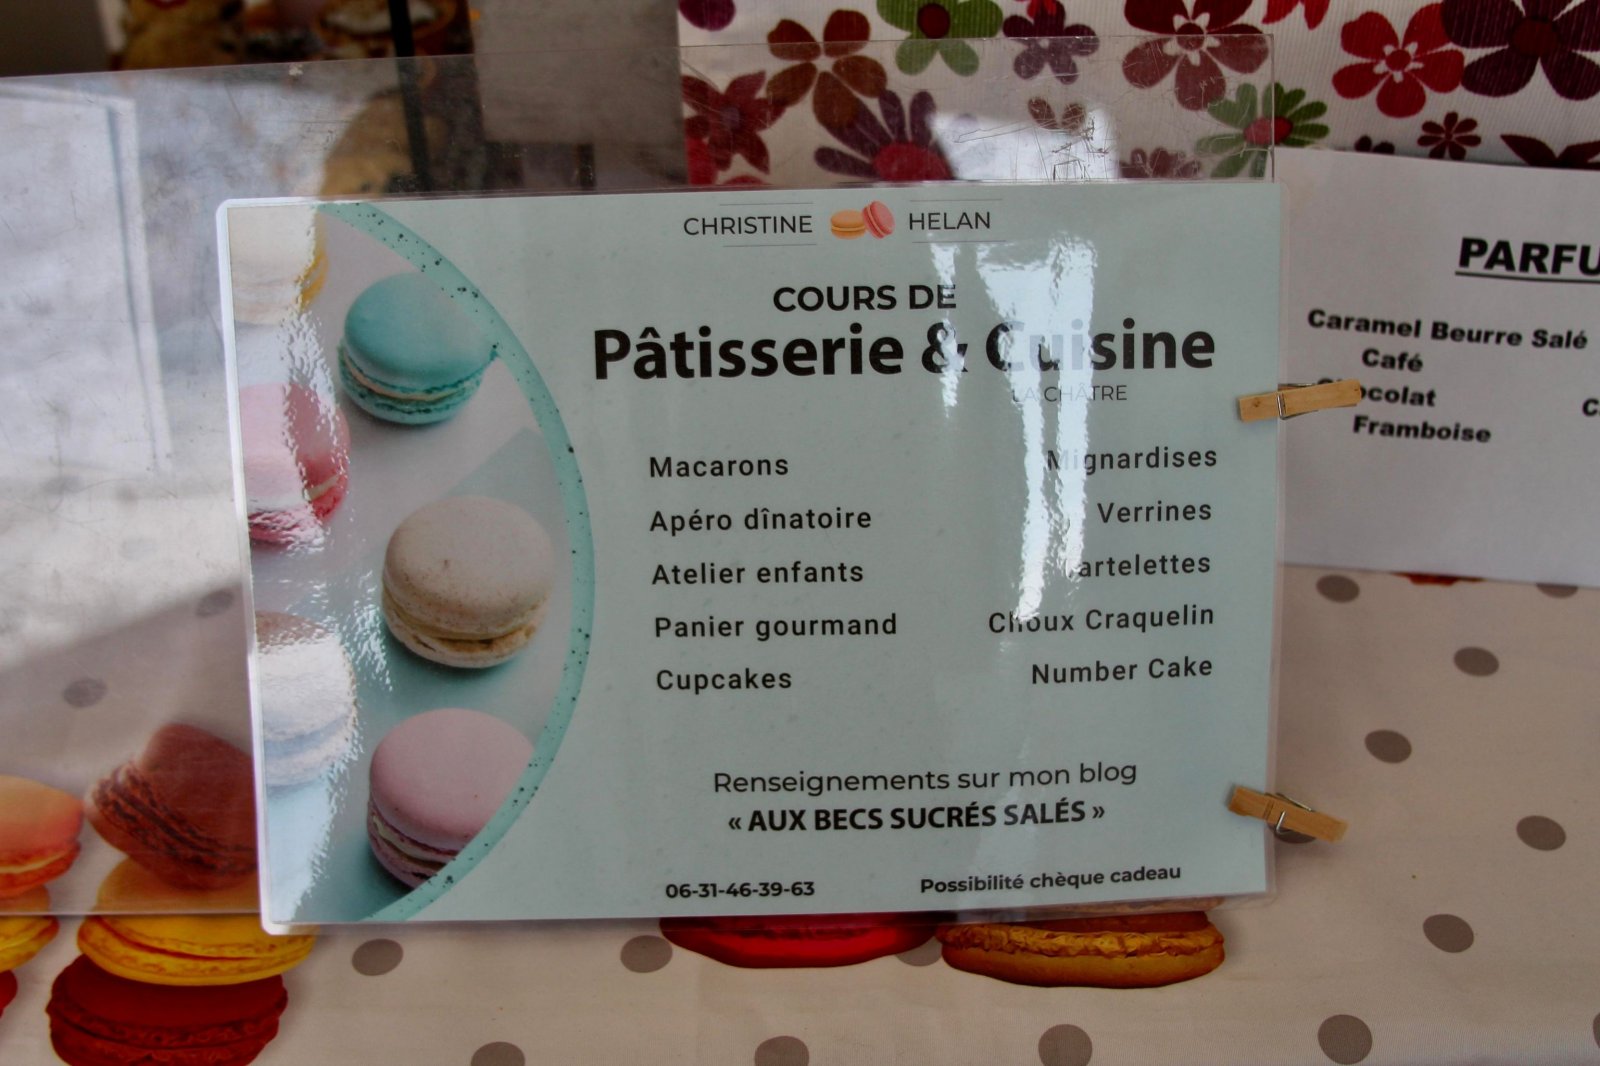 CHRISTINE HELAN
COURS DE
Pâtisserie & Cuisine
LA CHÂTRE
Macarons
Apéro dînatoire
Atelier enfants
Panier gourmand
Cupcakes
Mignardises
Verrines
Tartelettes
Choux Craquelin
Number Cake
Renseignements sur mon blog
« AUX BECS SUCRÉS SALÉS »
06-31-46-39-63
Possibilité chèque cadeau
PARFU
Caramel Beurre Salé
Café
Chocolat
Framboise